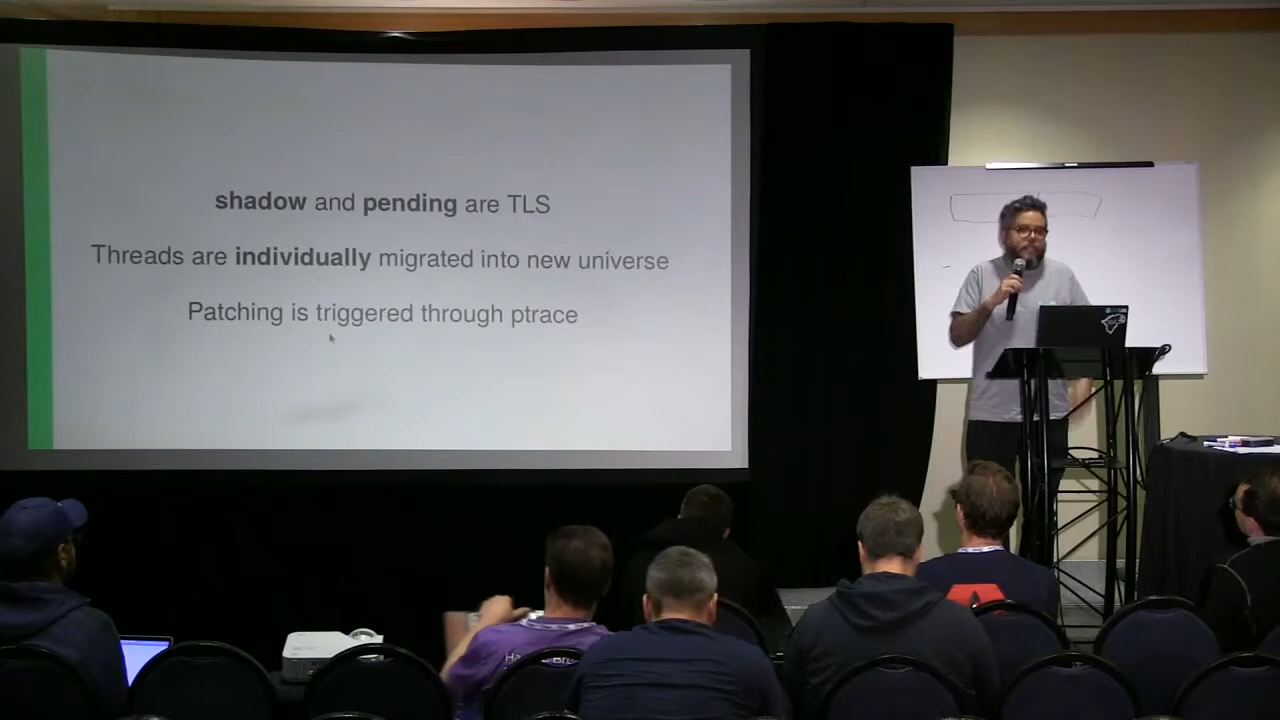 shadow and pending are TLS
Threads are individually migrated into new universe
Patching is triggered through ptrace